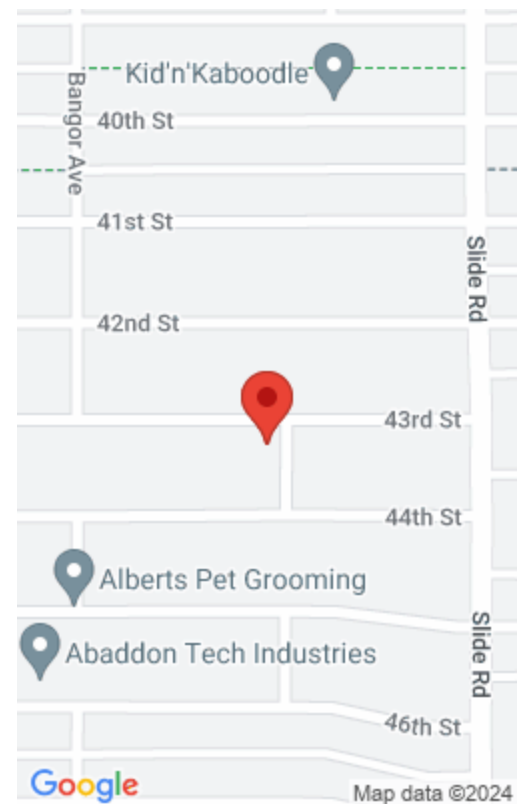 Kid'n'Kaboodle
Bangor Ave
40th St
41st St
Slide Rd
42nd St
43rd St
44th St
Alberts Pet Grooming
Slide Rd
Abaddon Tech Industries
46th St
Google
Map data ©2024